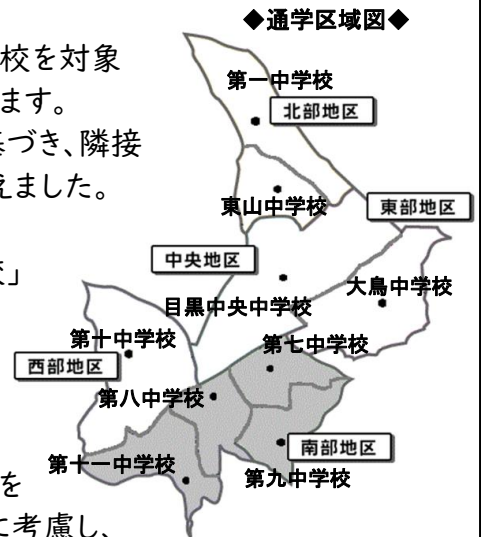 ◆通学区域図◆
校を対象
ます。
基づき、隣接
えました。
校」
を
に考慮し、
第一中学校
北部地区
東山中学校
東部地区
中央地区
目黒中央中学校
大鳥中学校
第十中学校
西部地区
第七中学校
第八中学校
南部地区
第十一中学校
第九中学校